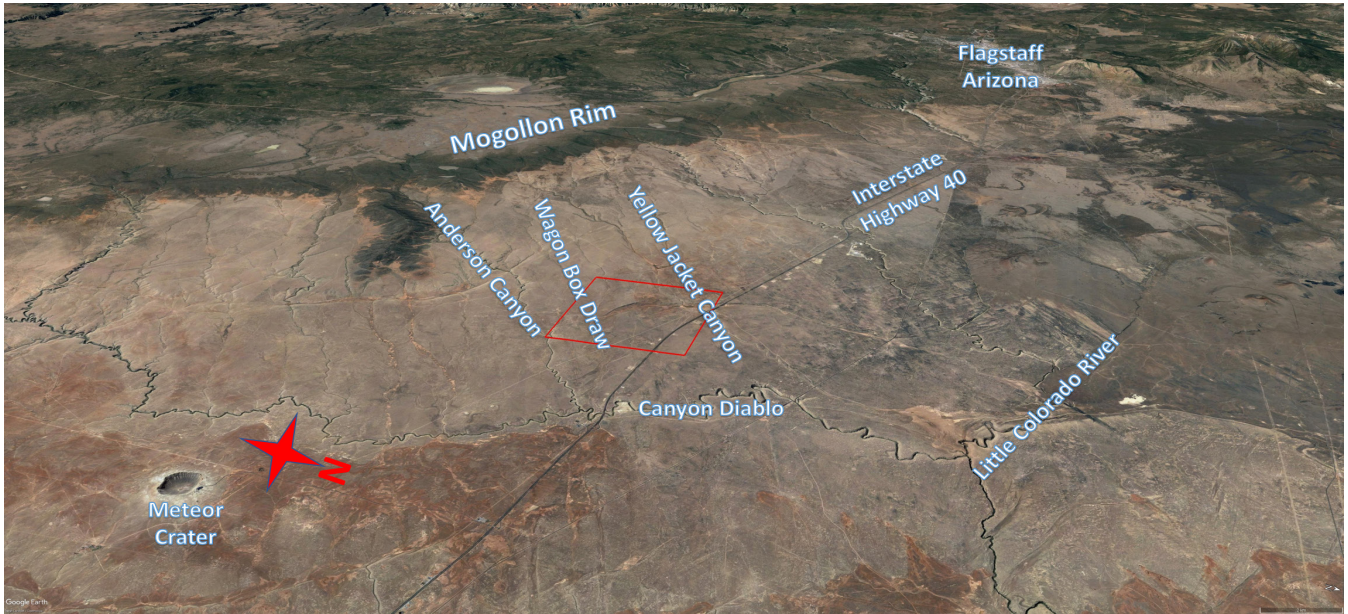 Flagstaff
Arizona
Mogollon Rim
Interstate
Highway 40
Yellow Jacket Canyon
Wagon Box Draw
Anderson Canyon
Little Colorado River
Canyon Diablo
N
Meteor
Crater
Google Earth